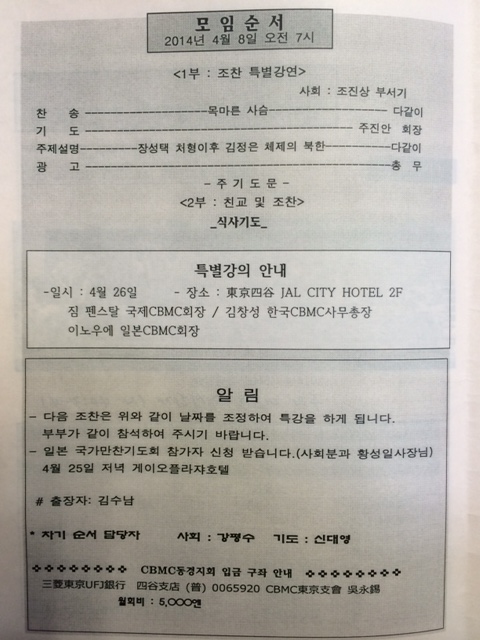 모임순서
2014년 4월 8일 오전 7시
<1부 : 조찬 특별강연>
사회 : 조진상 부서기
찬 송 ------------------목마른 사슴------------------ 다같이
기 도 ---------------------------------------- 주진안 회장
주제설명---------장성택 처형이후 김정은 체제의 북한---------다같이
광 고 ----------------------------------------총 무
- 주 기 도 문 -
<2부 : 친교 및 조찬>
_식사기도_
특별강의 안내
-일시 : 4월 26일 - 장소 : 東京四谷 JAL CITY HOTEL 2F
짐 펜스탈 국제CBMC회장 / 김창성 한국CBMC사무총장
이노우에 일본CBMC회장
알 림
- 다음 조찬은 위와 같이 날짜를 조정하여 특강을 하게 됩니다.
부부가 같이 참석하여 주시기 바랍니다.
- 일본 국가만찬기도회 참가자 신청 받습니다.(사회분과 황성일사장님)
4월 25일 저녁 게이오플라쟈호텔
# 출장자: 김수남
* 차기 순서 담당자 사회 : 강평수 기도 : 신대영
❖❖❖❖❖❖❖❖ CBMC동경지회 입금 구좌 안내 ❖❖❖❖❖❖❖❖
三菱東京UFJ銀行 四谷支店 (普) 0065920 CBMC東京支會 吳永錫
월회비 : 5,000엔